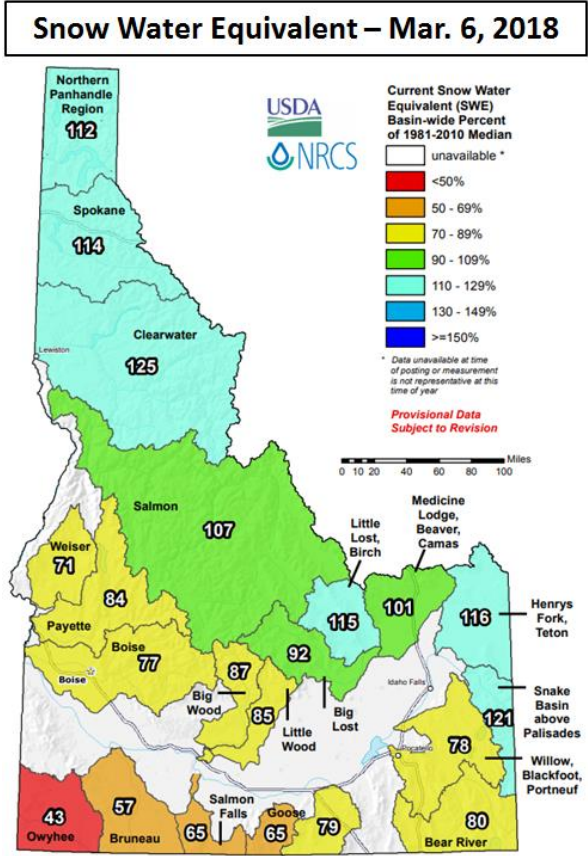 Snow Water Equivalent – Mar. 6, 2018
Northern
Panhandle
Region
112
USDA
NRCS
Current Snow Water
Equivalent (SWE)
Basin-wide Percent
of 1981-2010 Median
unavailable *
<50%
50 - 69%
70 - 89%
90 - 109%
110 - 129%
130 - 149%
>=150%
* Data unavailable at time
of posting or measurement
is not representative at this
time of year
Provisional Data
Subject to Revision
Miles
0 10 20 40 60 80 100
Spokane
114
Clearwater
125
Lewiston
Salmon
107
Medicine
Lodge,
Beaver,
Camas
101
Little
Lost,
Birch
115
Weiser
71
84
Payette
Henrys
Fork,
Teton
116
Boise
77
Boise
92
87
Big
Wood
85
Little
Wood
Big
Lost
Idaho Falls
Snake
Basin
above
Palisades
121
Pocatello
78
Willow,
Blackfoot,
Portneuf
43
Owyhee
57
Bruneau
Salmon
Falls
65
Goose
65
79
80
Bear River